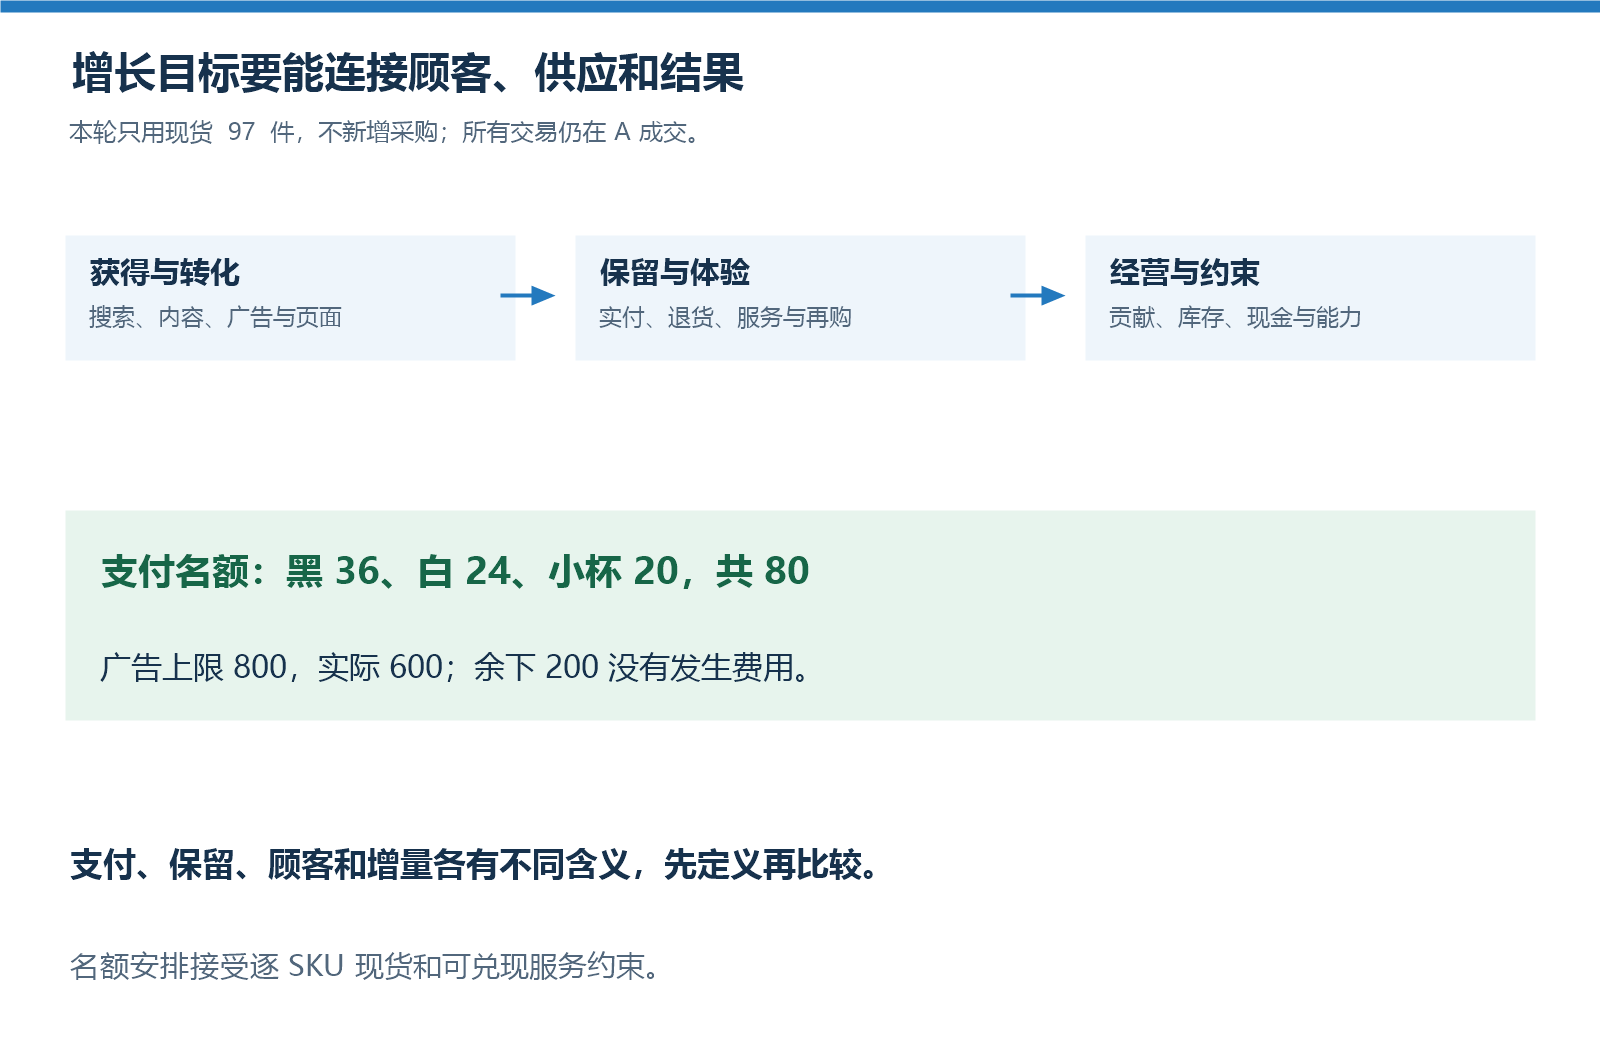 增长目标要能连接顾客、供应和结果
本轮只用现货 97 件，不新增采购；所有交易仍在 A 成交。
获得与转化
搜索、内容、广告与页面
保留与体验
实付、退货、服务与再购
经营与约束
贡献、库存、现金与能力
支付名额：黑 36、白 24、小杯 20，共 80
广告上限 800，实际 600；余下 200 没有发生费用。
支付、保留、顾客和增量各有不同含义，先定义再比较。
名额安排接受逐 SKU 现货和可兑现服务约束。